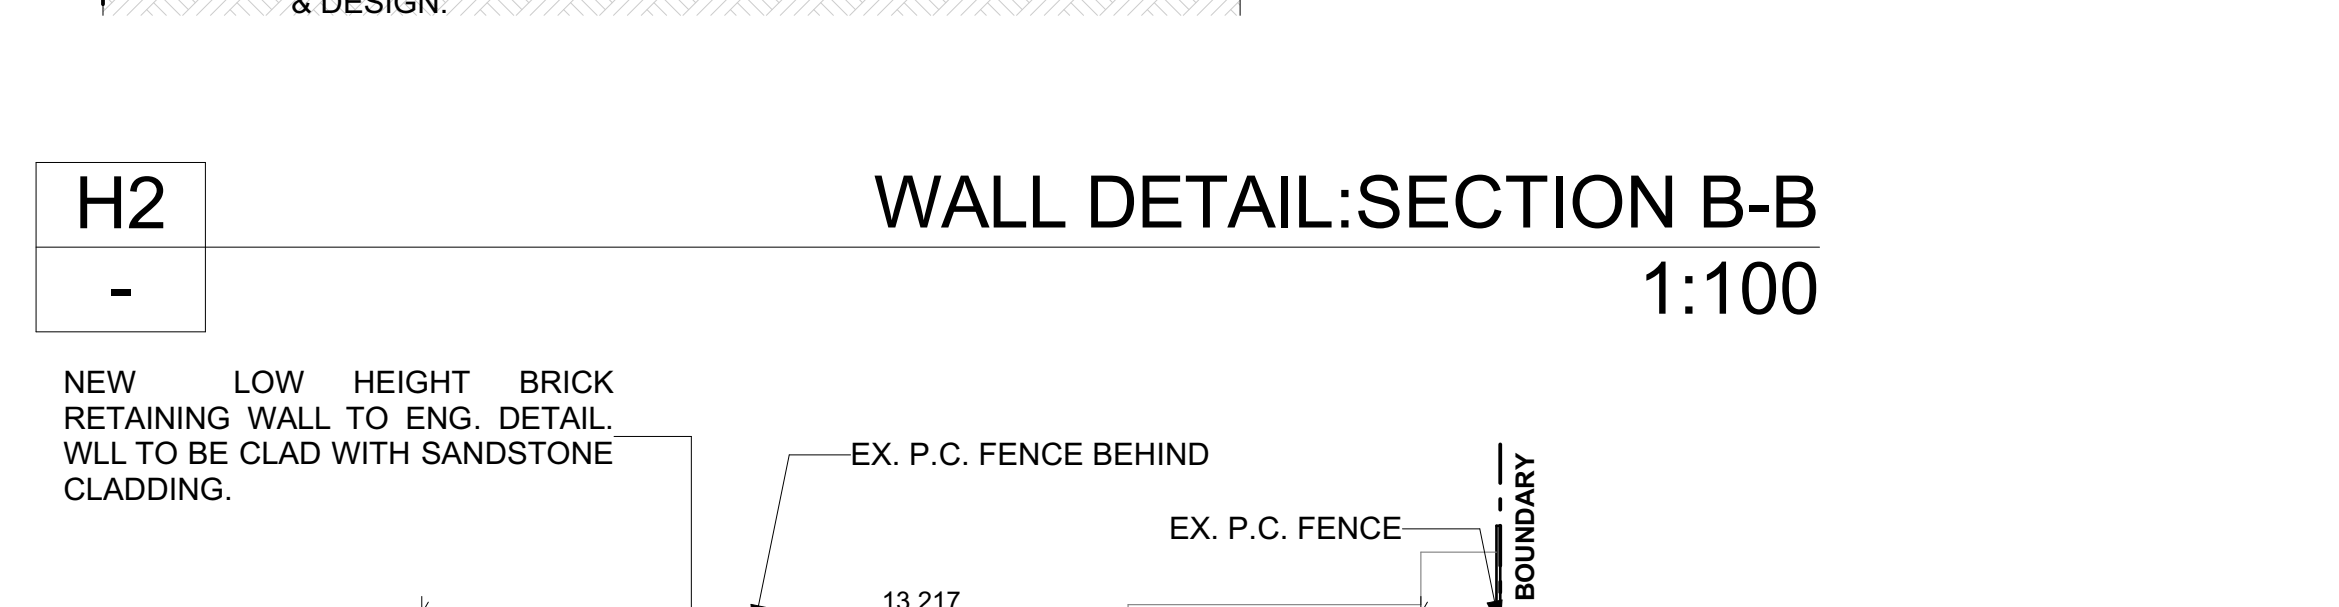 & DESIGN.
H2
WALL DETAIL:SECTION B-B
-
1:100
NEW LOW HEIGHT BRICK
RETAINING WALL TO ENG. DETAIL.
WLL TO BE CLAD WITH SANDSTONE
CLADDING.
EX. P.C. FENCE BEHIND
EX. P.C. FENCE
BOUNDARY
13 217